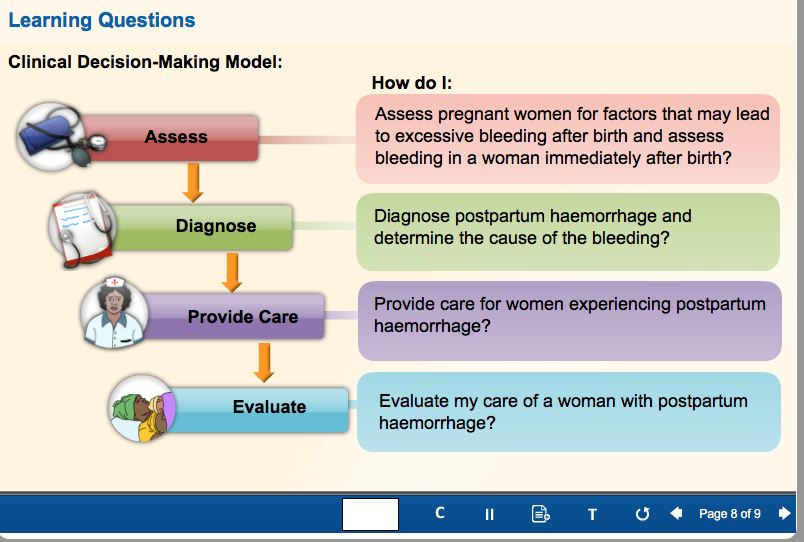 Learning Questions
Clinical Decision-Making Model:
How do I:
Assess
Assess pregnant women for factors that may lead
to excessive bleeding after birth and assess
bleeding in a woman immediately after birth?
Diagnose
Diagnose postpartum haemorrhage and
determine the cause of the bleeding?
Provide Care
Provide care for women experiencing postpartum
haemorrhage?
Evaluate
Evaluate my care of a woman with postpartum
haemorrhage?
C
T
Page 8 of 9